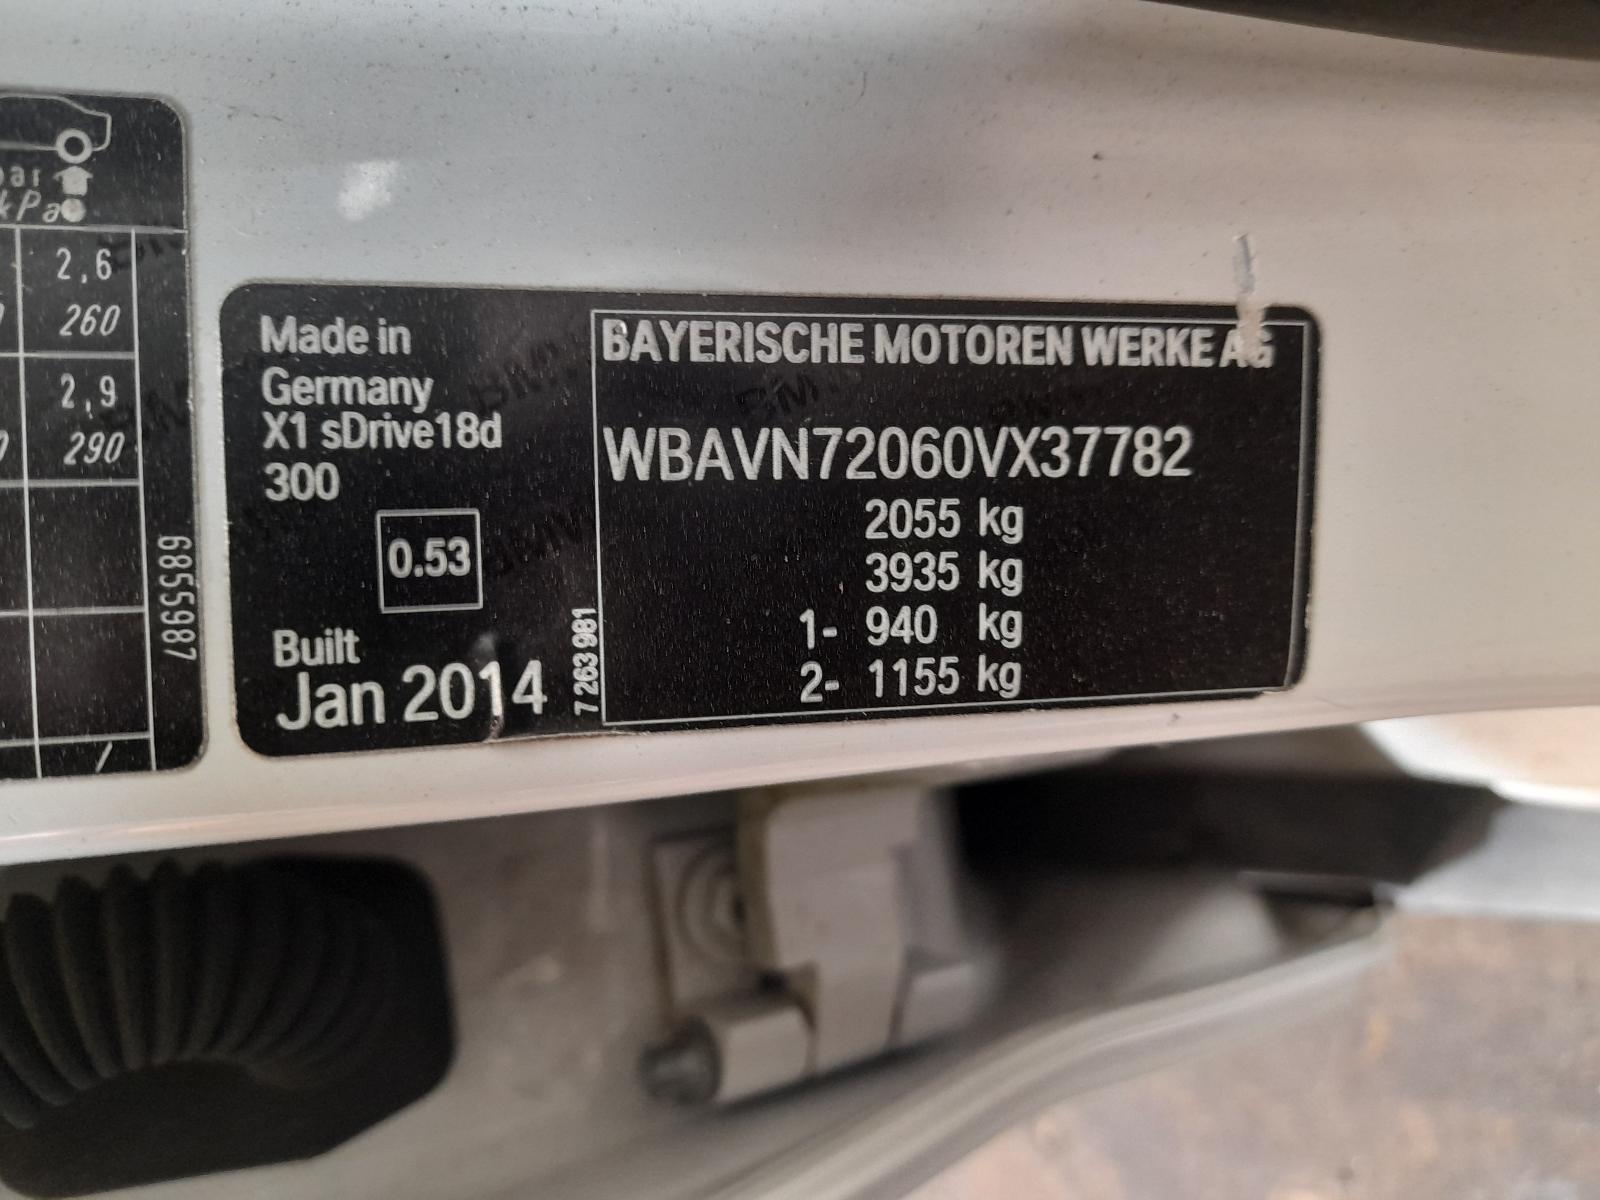 bar
kPa
2,6
260
2,9
290
/
6855987
Made in
Germany
X1 sDrive18d
300
0.53
Built
Jan 2014
7 263 981
BAYERISCHE MOTOREN WERKE AG
WBAVN72060VX37782
2055 kg
3935 kg
1- 940 kg
2- 1155 kg